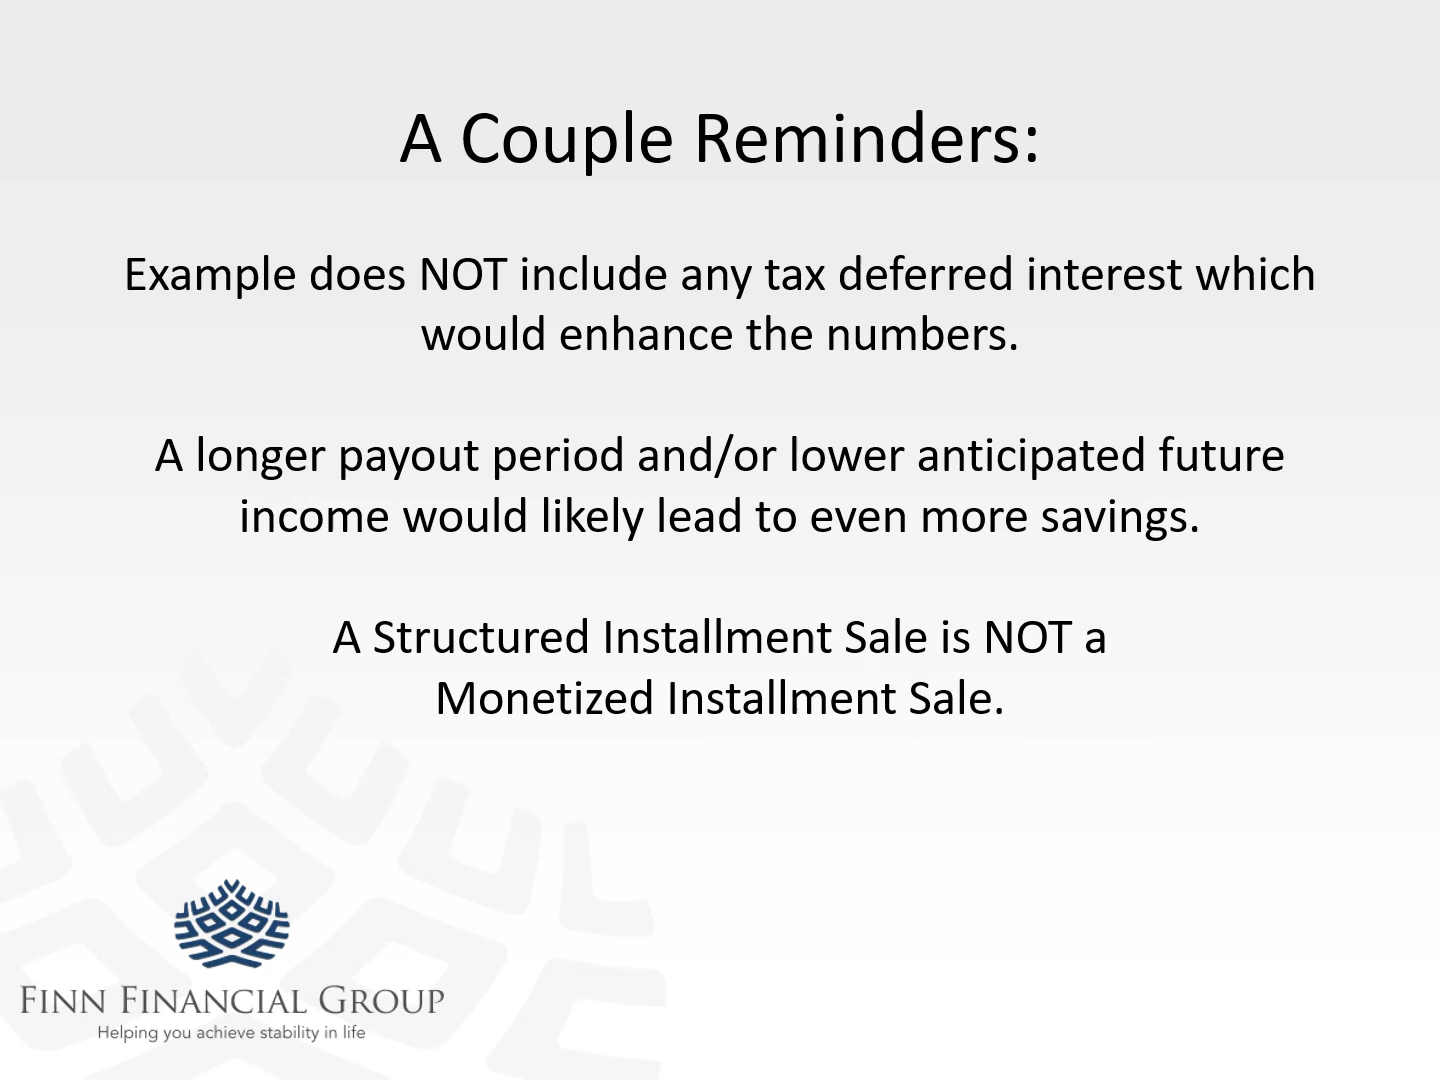 A Couple Reminders:
Example does NOT include any tax deferred interest which
would enhance the numbers.
A longer payout period and/or lower anticipated future
income would likely lead to even more savings.
A Structured Installment Sale is NOT a
Monetized Installment Sale.
FINN FINANCIAL GROUP
Helping you achieve stability in life